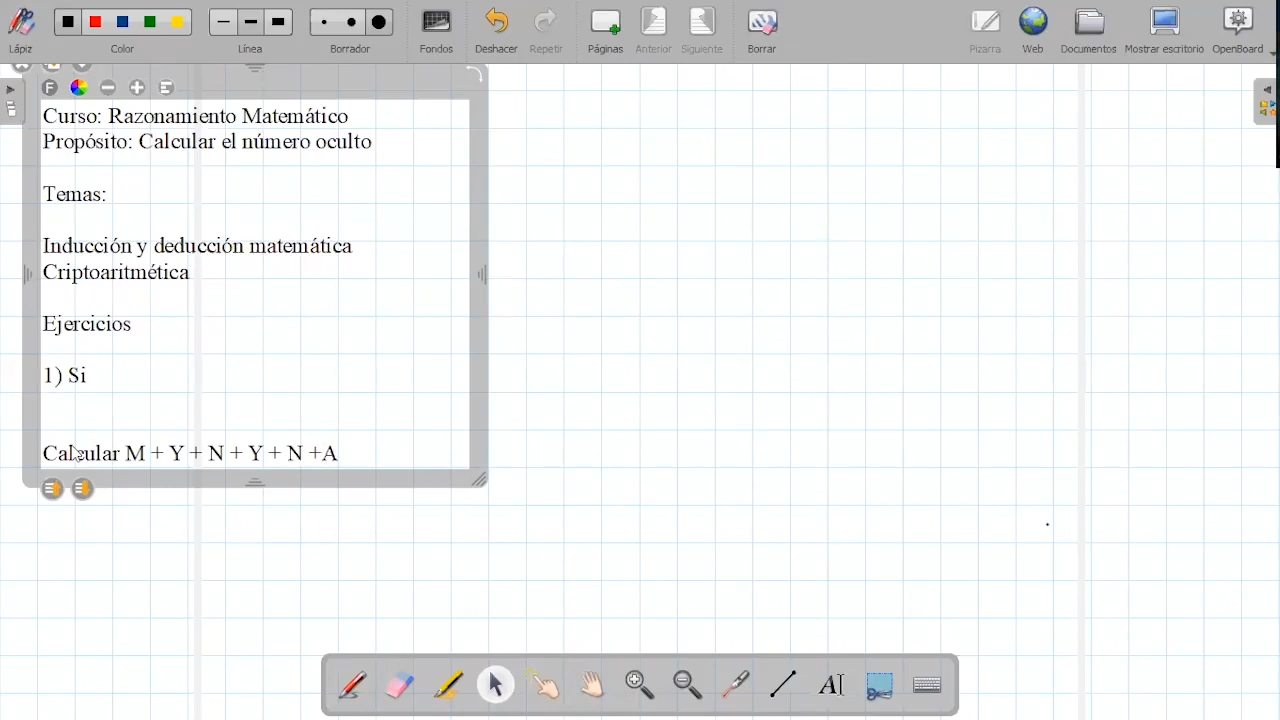 Lápiz Color Línea Borrador Fondos Deshacer Repetir Páginas Anterior Siguiente Borrar Pizarra Web Documentos Mostrar escritorio OpenBoard
F
Curso: Razonamiento Matemático
Propósito: Calcular el número oculto
Temas:
Inducción y deducción matemática
Criptoaritmética
Ejercicios
1) Si
Calcular M + Y + N + Y + N +A
A